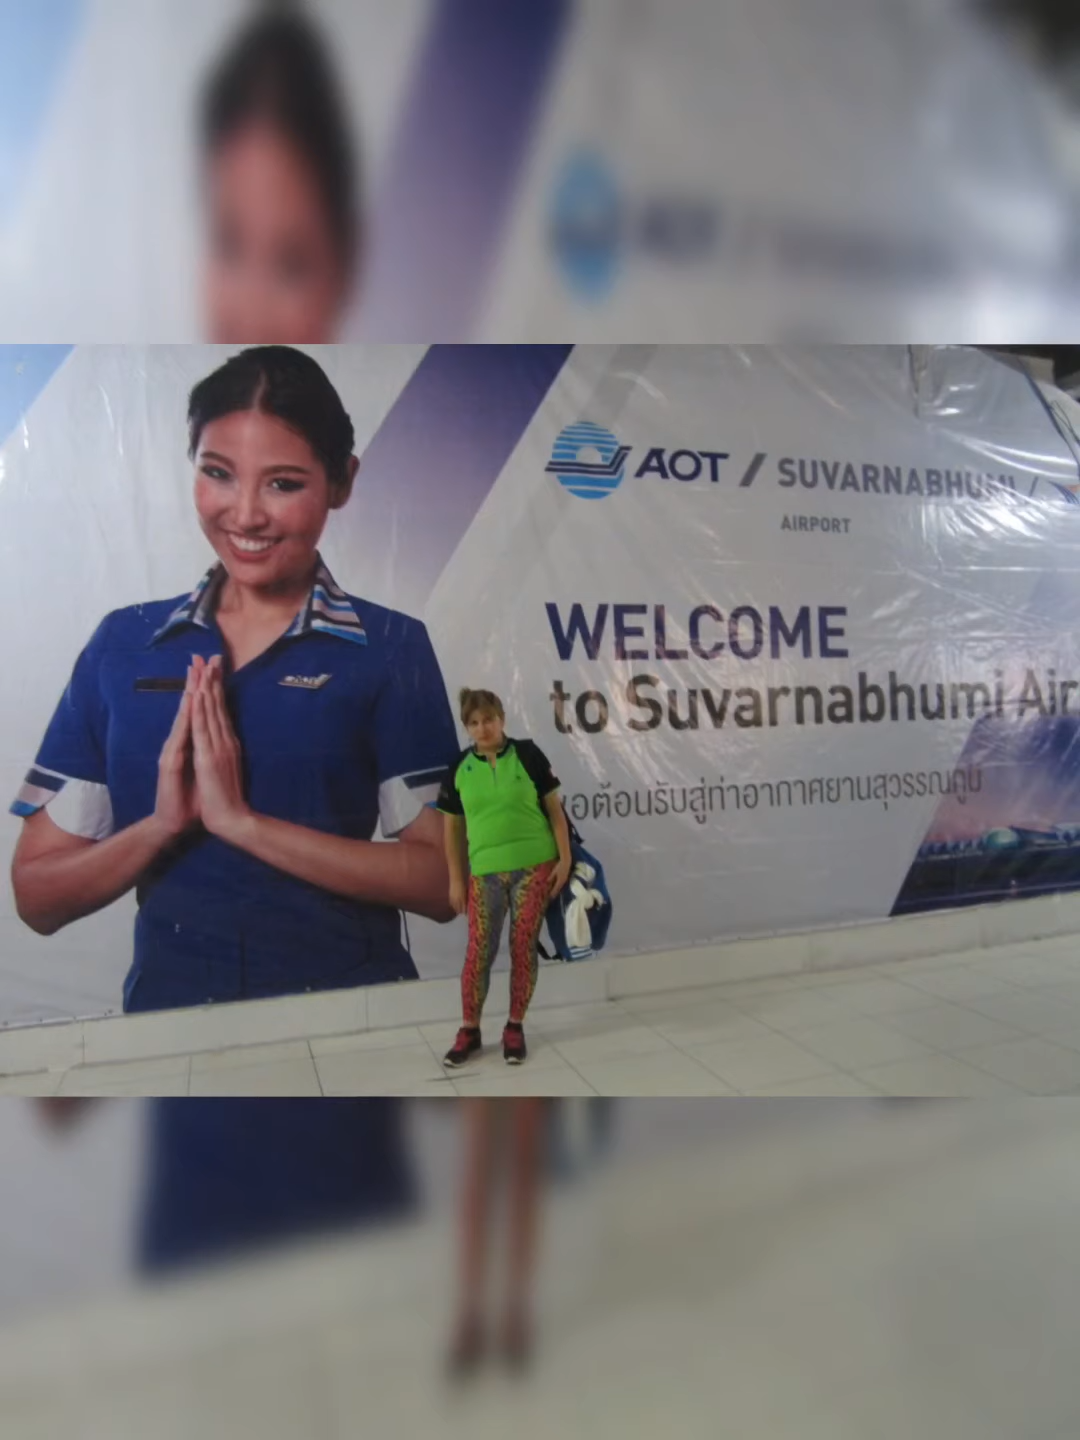 AOT / SUVARNABHUMI /
AIRPORT
WELCOME
to Suvarnabhumi Air
ขอต้อนรับสู่ท่าอากาศยานสุวรรณภูมิ
AOT